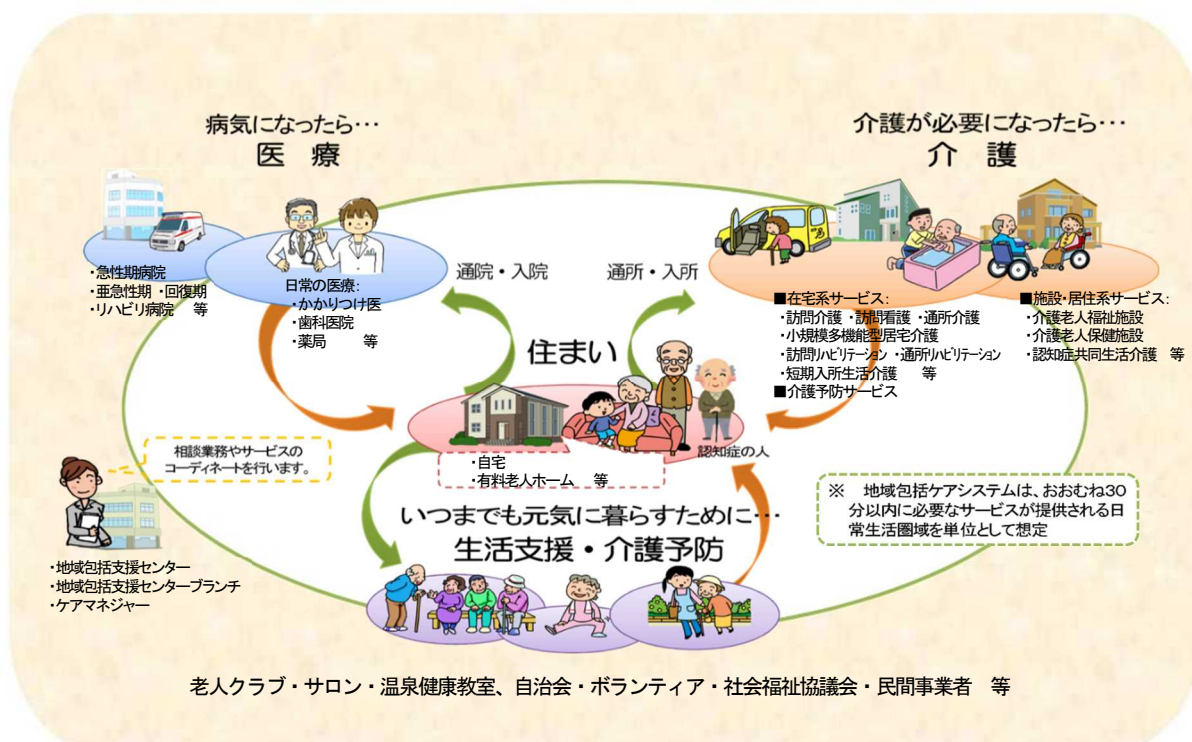 病気になったら…
医 療
介護が必要になったら…
介 護
・急性期病院
・亜急性期 ・回復期
・リハビリ病院 等
日常の医療:
・かかりつけ医
・歯科医院
・薬局 等
通院・入院
通所・入所
■在宅系サービス:
・訪問介護 ・訪問看護 ・通所介護
・小規模多機能型居宅介護
・訪問リハビリテーション ・通所リハビリテーション
・短期入所生活介護 等
■介護予防サービス
■施設・居住系サービス:
・介護老人福祉施設
・介護老人保健施設
・認知症共同生活介護 等
住まい
認知症の人
・自宅
・有料老人ホーム 等
相談業務やサービスの
コーディネートを行います。
・地域包括支援センター
・地域包括支援センターブランチ
・ケアマネジャー
いつまでも元気に暮らすために…
生活支援・介護予防
※ 地域包括ケアシステムは、おおむね30
分以内に必要なサービスが提供される日
常生活圏域を単位として想定
老人クラブ・サロン・温泉健康教室、自治会・ボランティア・社会福祉協議会・民間事業者 等